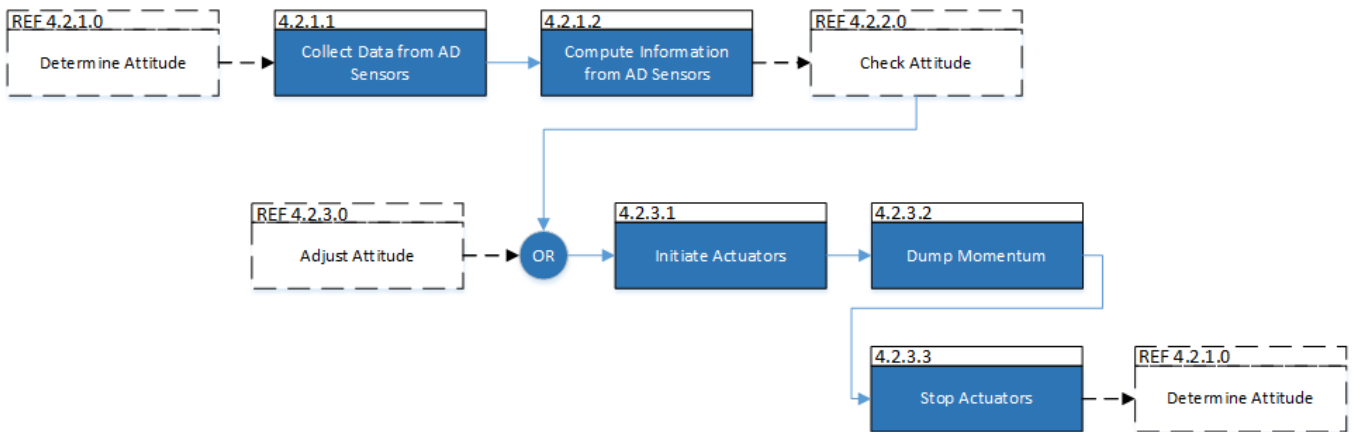 REF 4.2.1.0
Determine Attitude
4.2.1.1
Collect Data from AD
Sensors
4.2.1.2
Compute Information
from AD Sensors
REF 4.2.2.0
Check Attitude
REF 4.2.3.0
Adjust Attitude
OR
4.2.3.1
Initiate Actuators
4.2.3.2
Dump Momentum
4.2.3.3
Stop Actuators
REF 4.2.1.0
Determine Attitude